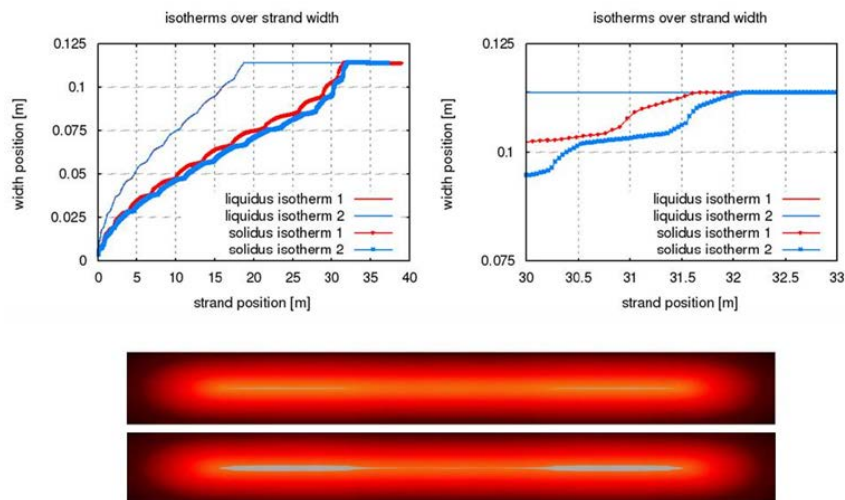 isotherms over strand width
0.125
0.1
0.075
0.05
0.025
0
width position [m]
liquidus isotherm 1
liquidus isotherm 2
solidus isotherm 1
solidus isotherm 2
0 5 10 15 20 25 30 35 40
strand position [m]
isotherms over strand width
0.125
0.1
0.075
width position [m]
liquidus isotherm 1
liquidus isotherm 2
solidus isotherm 1
solidus isotherm 2
30 30.5 31 31.5 32 32.5 33
strand position [m]